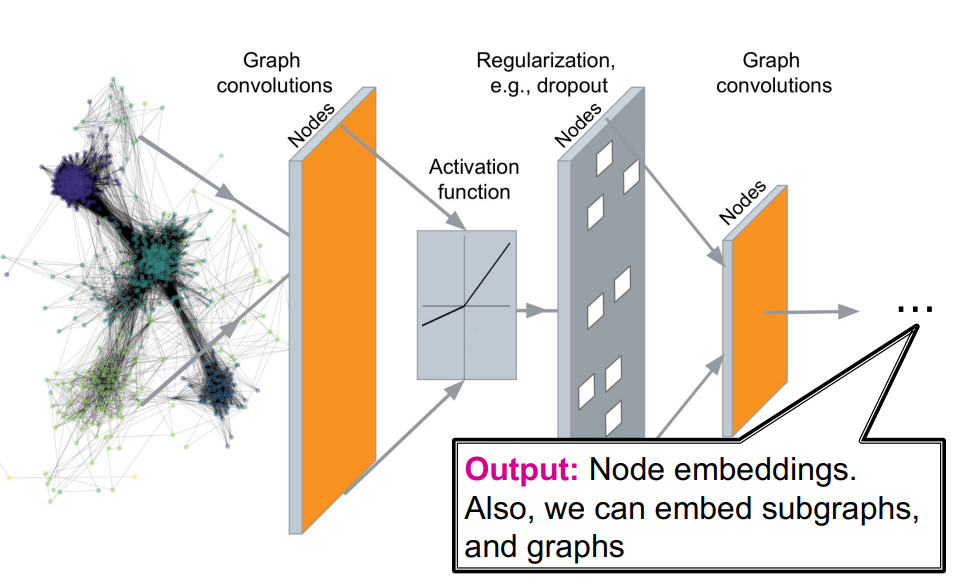 Graph
convolutions
Nodes
Activation
function
Regularization,
e.g., dropout
Nodes
Graph
convolutions
Nodes
...
Output: Node embeddings.
Also, we can embed subgraphs,
and graphs